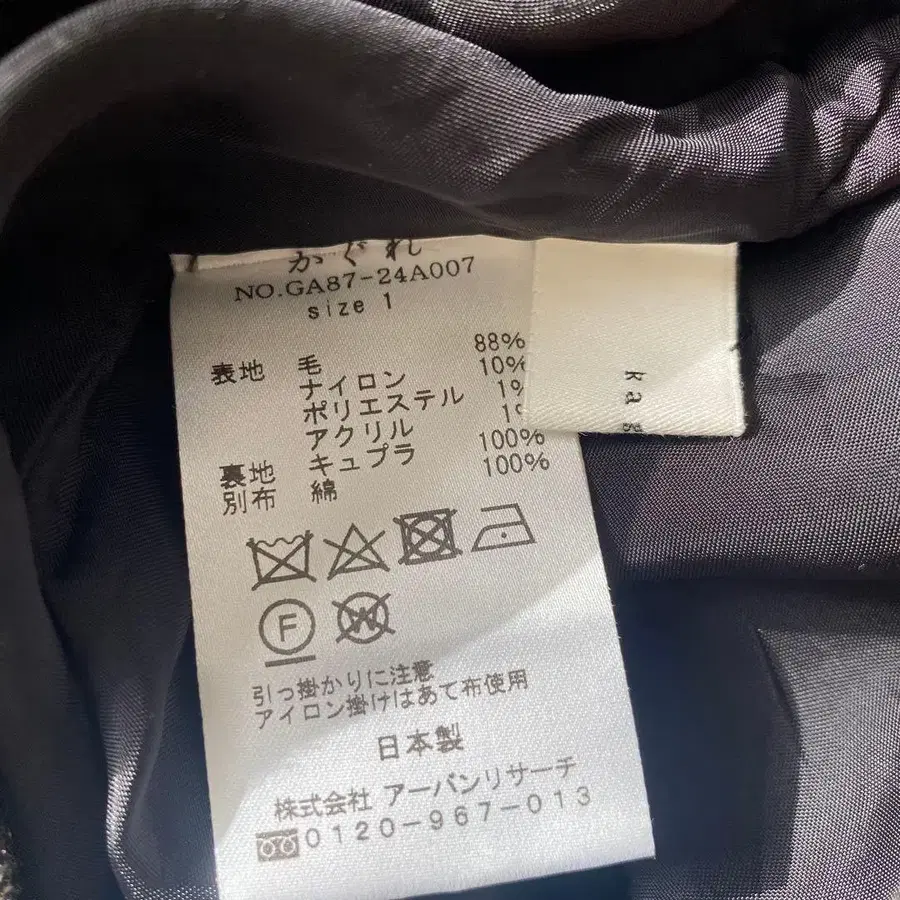 かぐれ
NO.GA87-24A007
size 1
表地 毛 88%
ナイロン 10%
ポリエステル 1%
アクリル 1%
裏地 キュプラ 100%
別布 綿 100%
F
W
引っ掛かりに注意
アイロン掛けはあて布使用
日本製
株式会社 アーバンリサーチ
0120-967-013